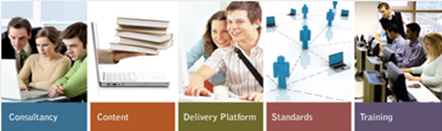 Consultancy
Content
Delivery Platform
Standards
Training